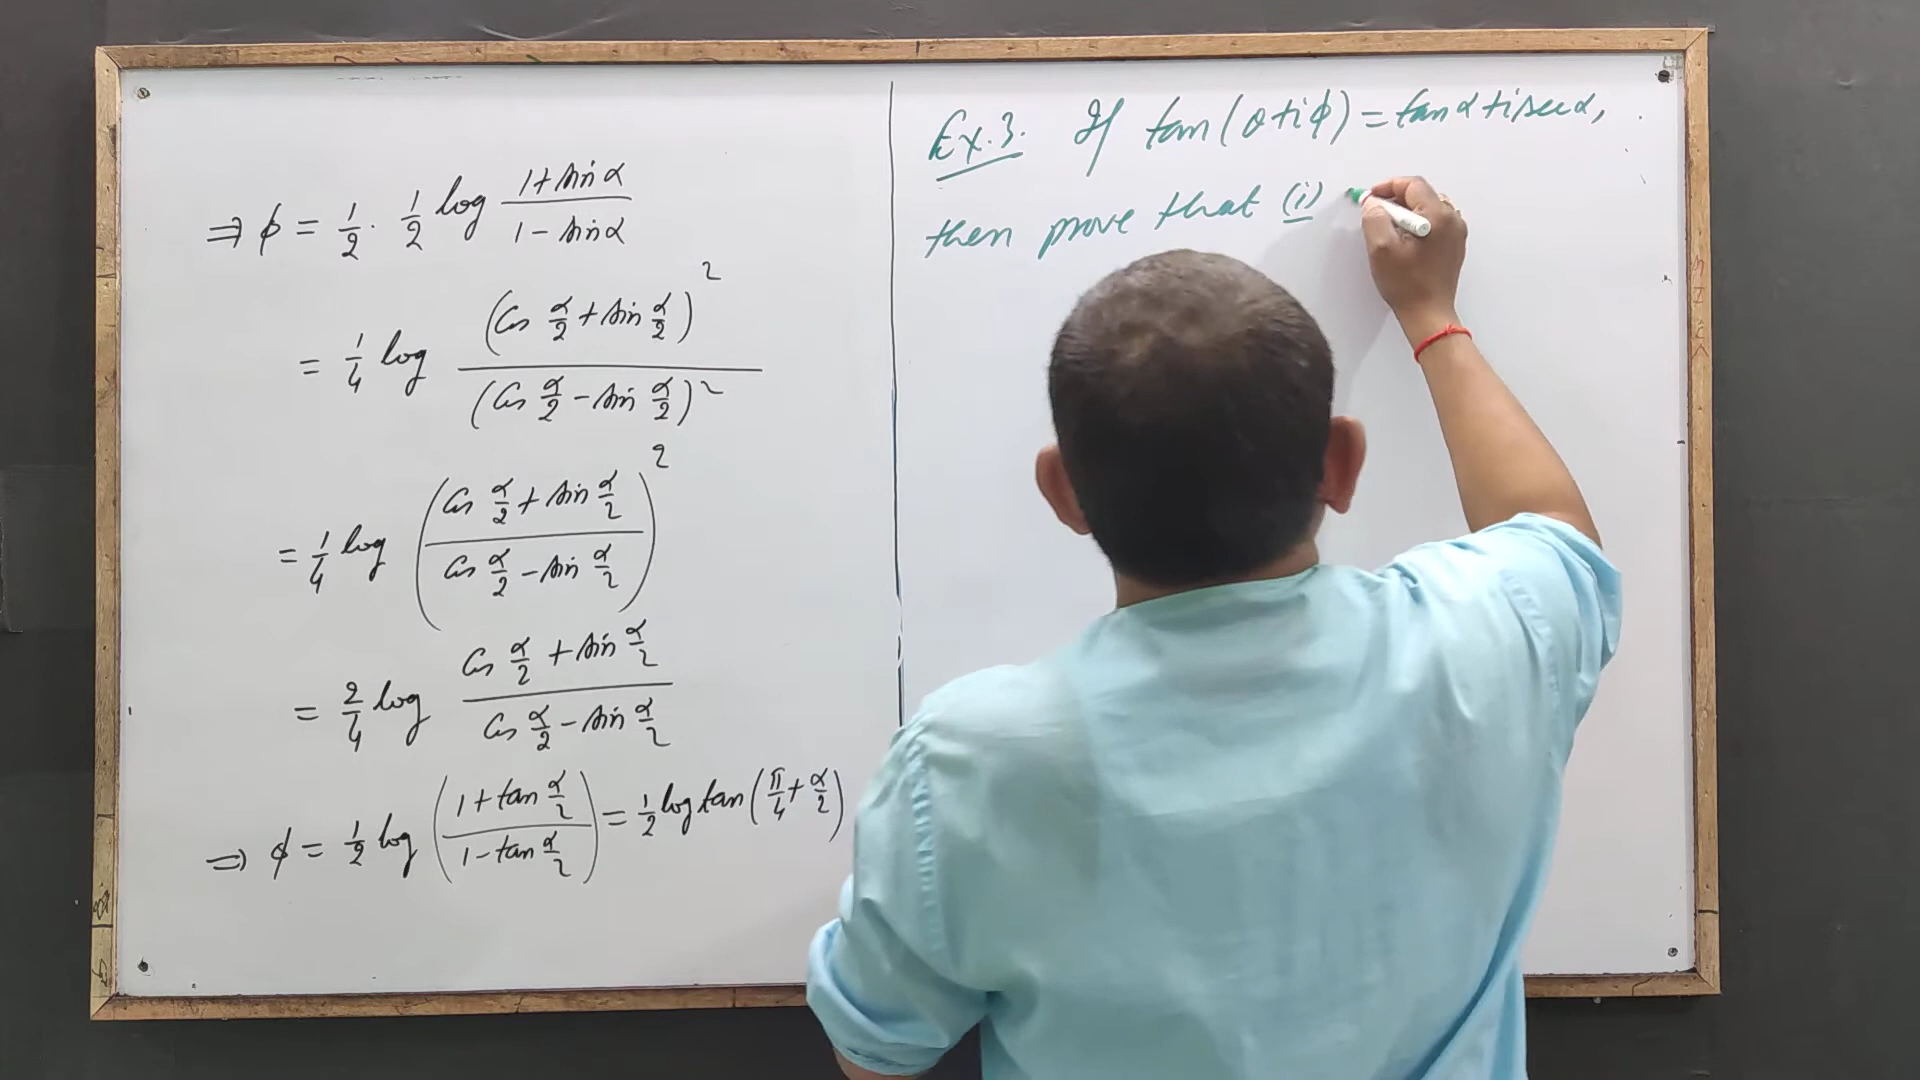 ⇒ φ = 1/2 · 1/2 log (1 + sin α)/(1 - sin α)
= 1/4 log (Cos α/2 + sin α/2)²/(Cos α/2 - sin α/2)²
= 1/4 log ((Cos α/2 + sin α/2)/(Cos α/2 - sin α/2))²
= 2/4 log (Cos α/2 + sin α/2)/(Cos α/2 - sin α/2)
⇒ φ = 1/2 log ((1 + tan α/2)/(1 - tan α/2)) = 1/2 log tan (π/4 + α/2)
Ex.3. If tan(θ + iφ) = tan α + i sec α,
then prove that (i)